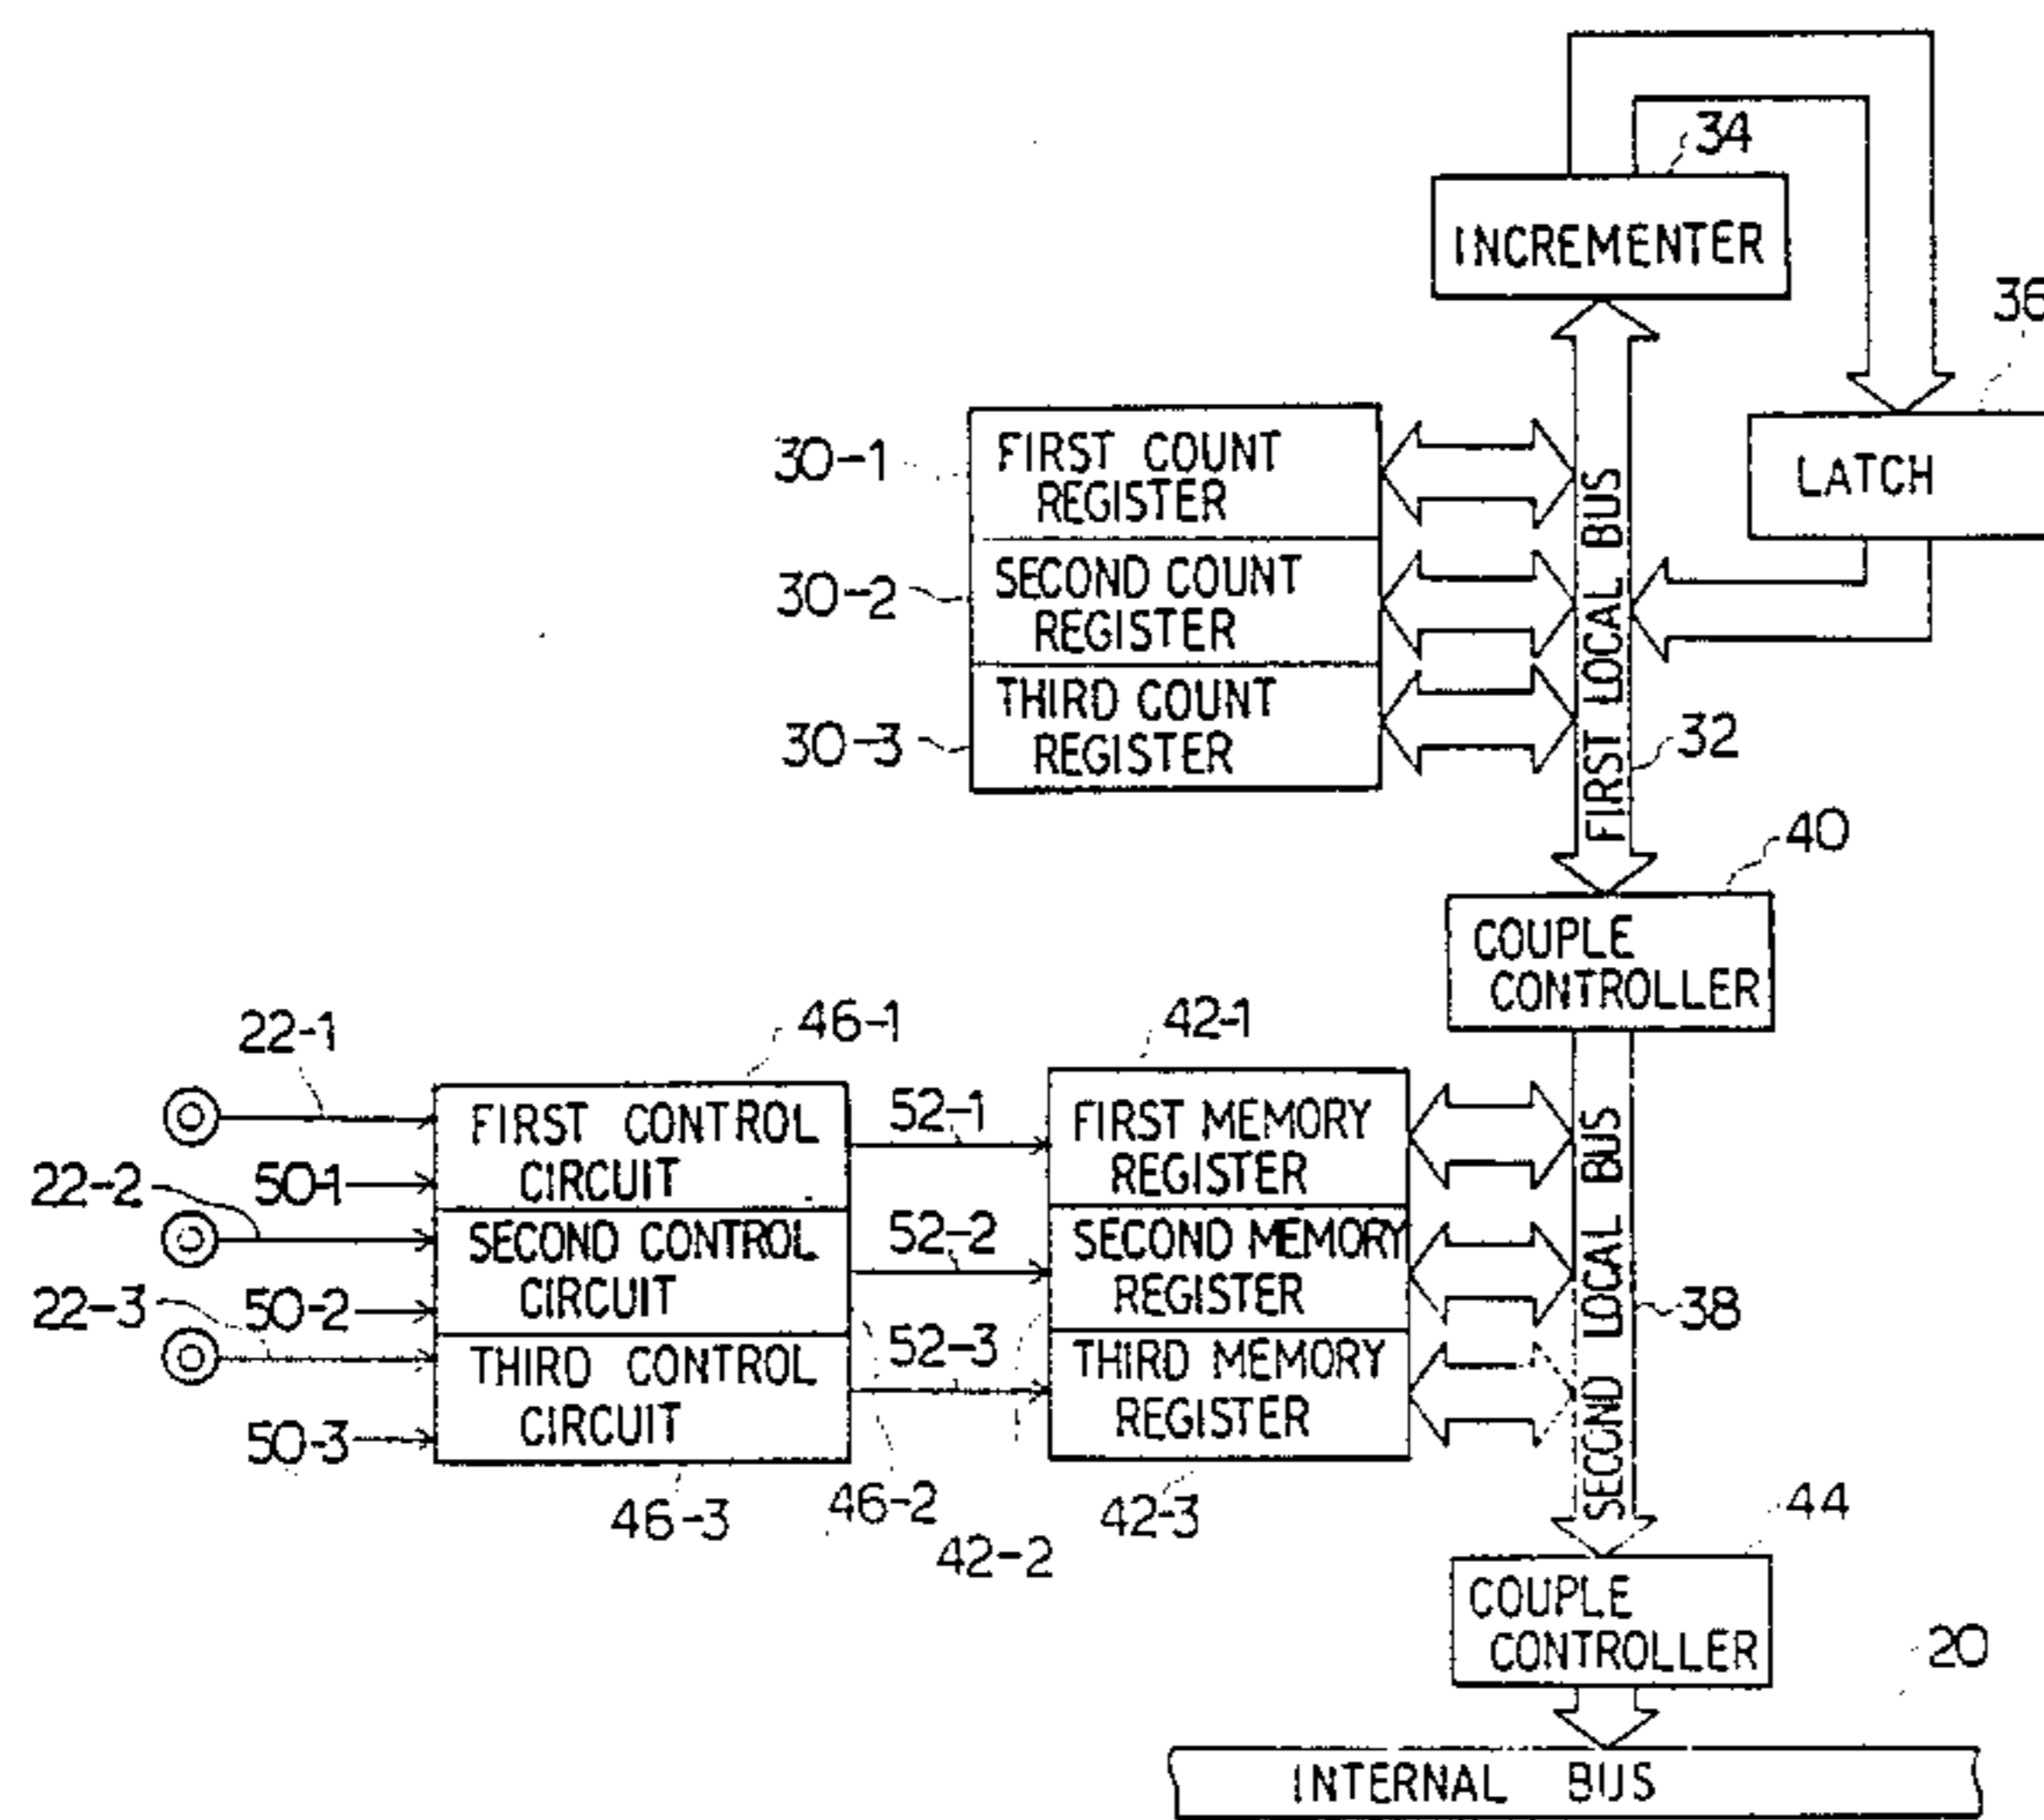 34
INCREMENTER
36
LATCH
30-1
FIRST COUNT
REGISTER
30-2
SECOND COUNT
REGISTER
30-3
THIRD COUNT
REGISTER
FIRST LOCAL BUS
32
40
COUPLE
CONTROLLER
22-1
46-1
42-1
FIRST CONTROL
CIRCUIT
52-1
FIRST MEMORY
REGISTER
22-2
50-1
SECOND CONTROL
CIRCUIT
52-2
SECOND MEMORY
REGISTER
22-3
50-2
THIRD CONTROL
CIRCUIT
52-3
THIRD MEMORY
REGISTER
50-3
SECOND LOCAL BUS
38
46-3
46-2
42-2
42-3
44
COUPLE
CONTROLLER
20
INTERNAL BUS